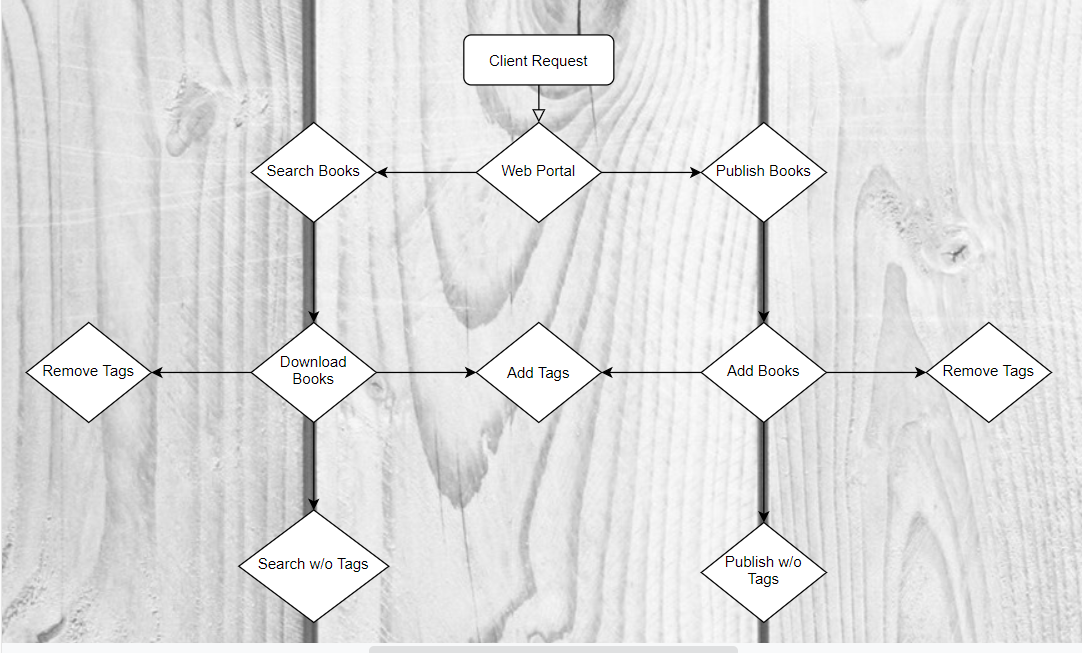 Client Request
Search Books
Web Portal
Publish Books
Remove Tags
Download
Books
Add Tags
Add Books
Remove Tags
Search w/o Tags
Publish w/o
Tags